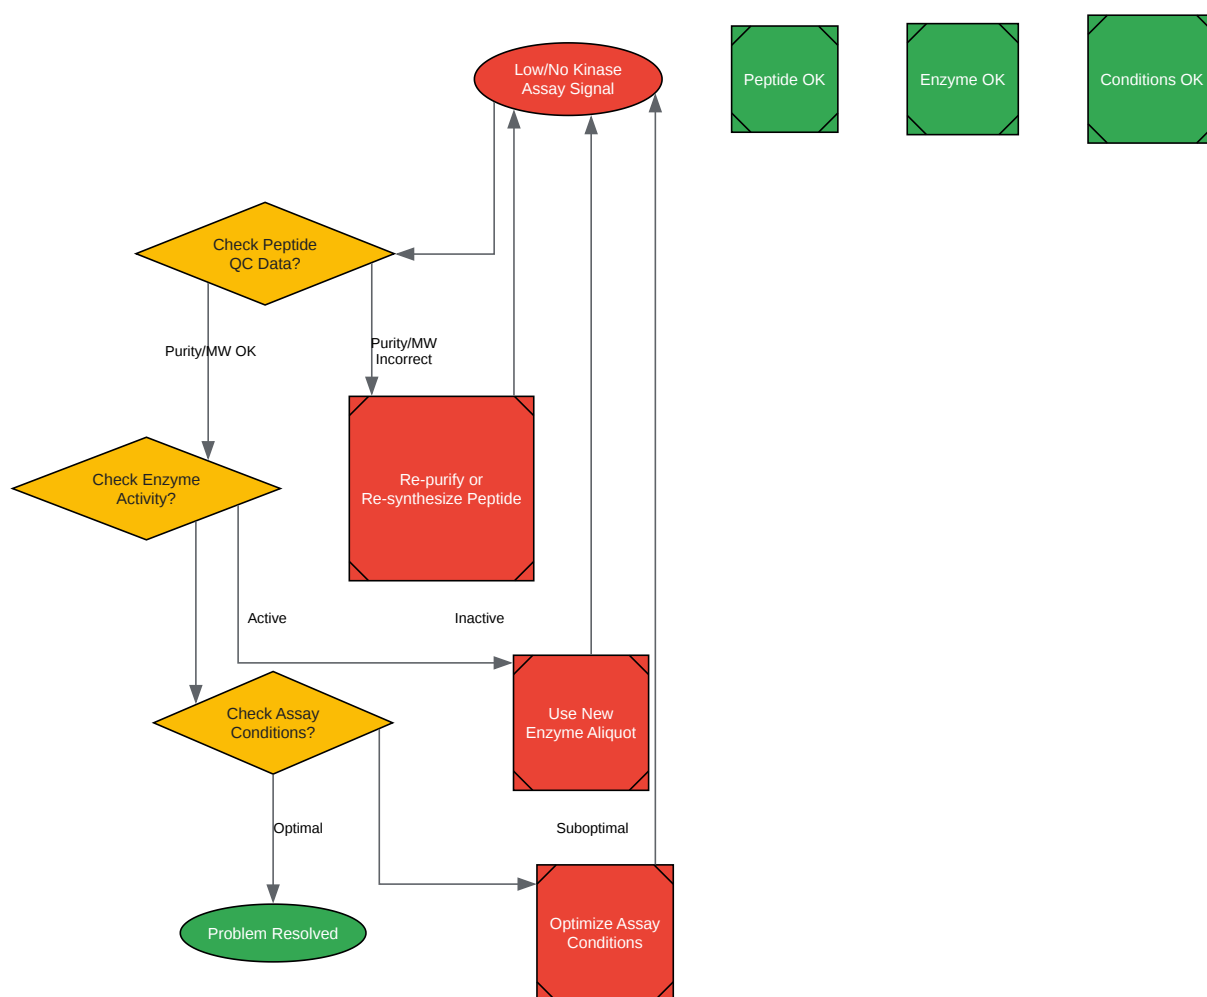 Low/No Kinase
Assay Signal
Peptide OK
Enzyme OK
Conditions OK
Check Peptide
QC Data?
Purity/MW OK
Purity/MW
Incorrect
Check Enzyme
Activity?
Re-purify or
Re-synthesize Peptide
Active
Inactive
Check Assay
Conditions?
Use New
Enzyme Aliquot
Optimal
Suboptimal
Problem Resolved
Optimize Assay
Conditions